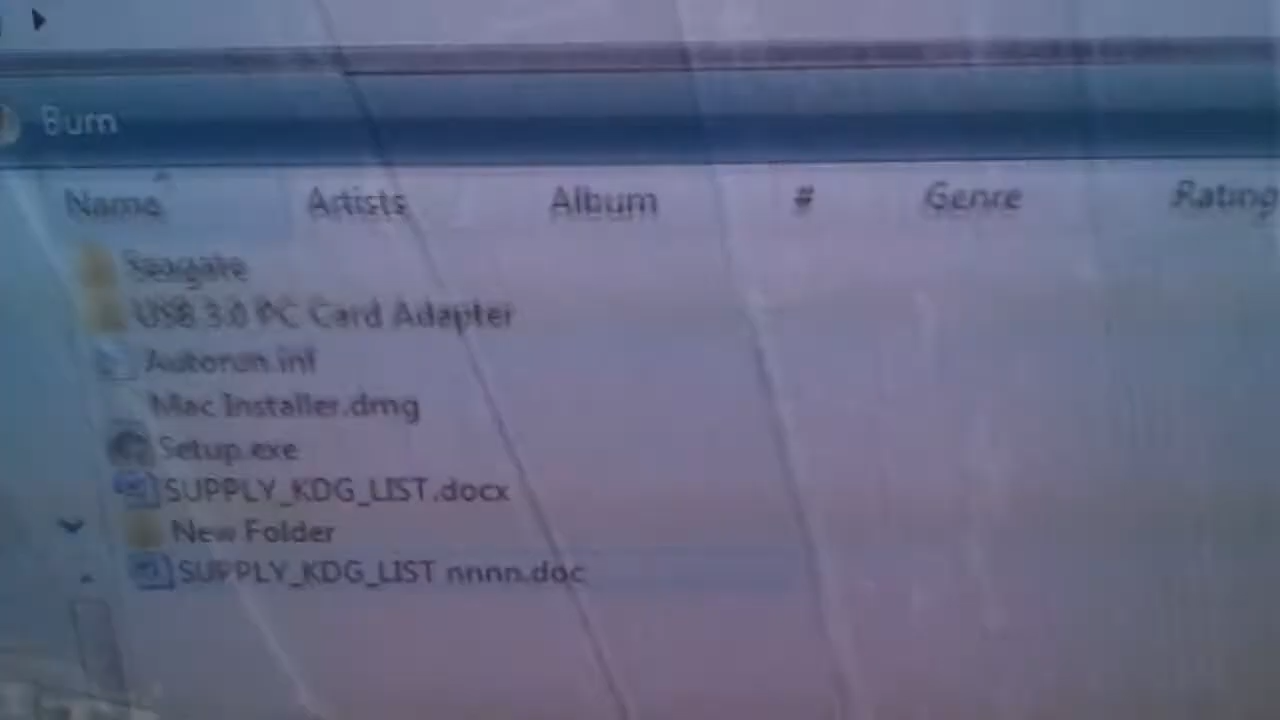 Burn
Name Artists Album # Genre Rating
Seagate
USB 3.0 PC Card Adapter
Autorun.inf
Mac Installer.dmg
Setup.exe
SUPPLY_KDG_LIST.docx
New Folder
SUPPLY_KDG_LIST nnnn.doc